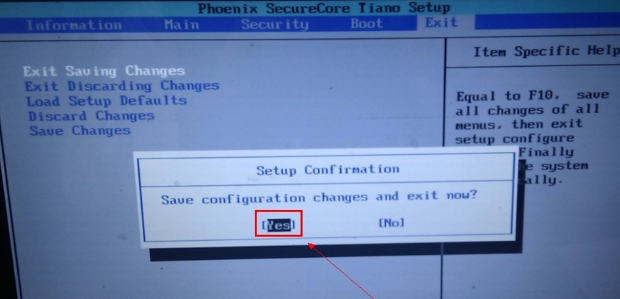 Phoenix SecureCore Tiano Setup
Information Main Security Boot Exit
Item Specific Help
Exit Saving Changes
Exit Discarding Changes
Load Setup Defaults
Discard Changes
Save Changes
Equal to F10, save
all changes of all
menus, then exit
setup configure
Finally
system
ally.
Setup Confirmation
Save configuration changes and exit now?
[Yes] [No]